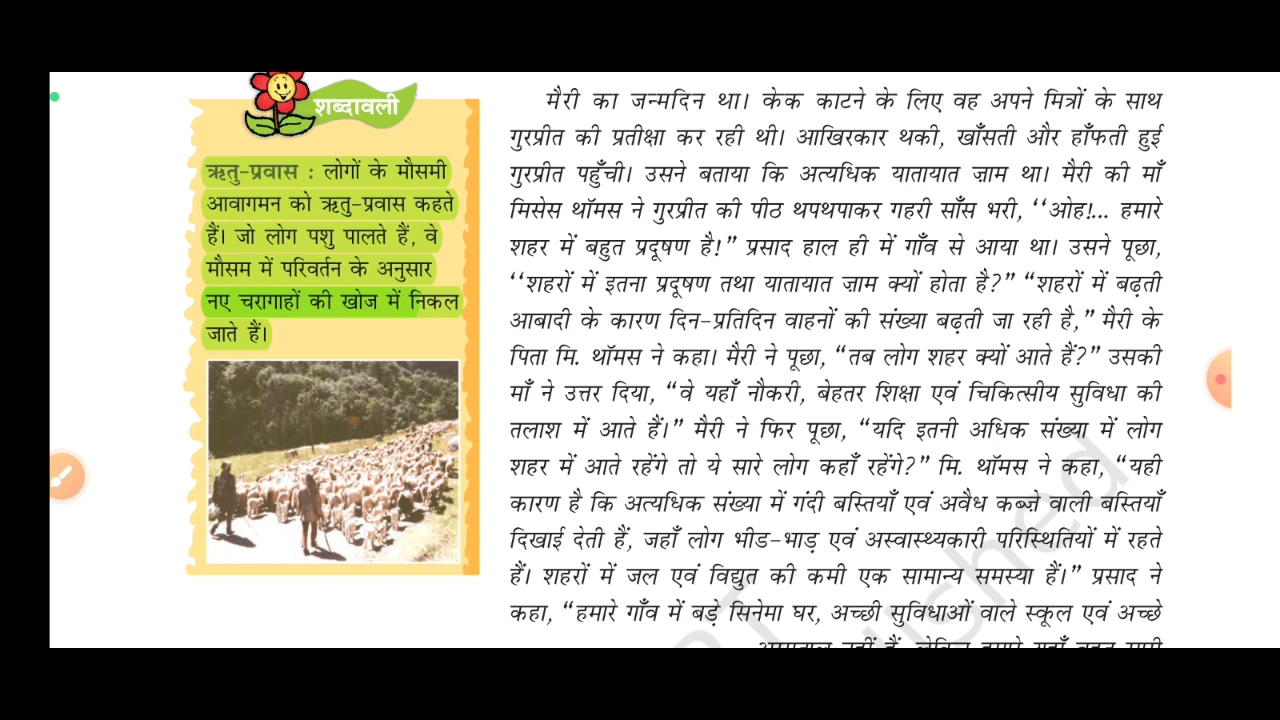 शब्दावली
ऋतु-प्रवास : लोगों के मौसमी
आवागमन को ऋतु-प्रवास कहते
हैं। जो लोग पशु पालते हैं, वे
मौसम में परिवर्तन के अनुसार
नए चरागाहों की खोज में निकल
जाते हैं।
मैरी का जन्मदिन था। केक काटने के लिए वह अपने मित्रों के साथ
गुरप्रीत की प्रतीक्षा कर रही थी। आखिरकार थकी, खाँसती और हाँफती हुई
गुरप्रीत पहुँची। उसने बताया कि अत्यधिक यातायात ज़ाम था। मैरी की माँ
मिसेस थॉमस ने गुरप्रीत की पीठ थपथपाकर गहरी साँस भरी, ‘‘ओह!... हमारे
शहर में बहुत प्रदूषण है!” प्रसाद हाल ही में गाँव से आया था। उसने पूछा,
‘‘शहरों में इतना प्रदूषण तथा यातायात ज़ाम क्यों होता है?” “शहरों में बढ़ती
आबादी के कारण दिन-प्रतिदिन वाहनों की संख्या बढ़ती जा रही है,” मैरी के
पिता मि. थॉमस ने कहा। मैरी ने पूछा, “तब लोग शहर क्यों आते हैं?” उसकी
माँ ने उत्तर दिया, “वे यहाँ नौकरी, बेहतर शिक्षा एवं चिकित्सीय सुविधा की
तलाश में आते हैं।” मैरी ने फिर पूछा, “यदि इतनी अधिक संख्या में लोग
शहर में आते रहेंगे तो ये सारे लोग कहाँ रहेंगे?” मि. थॉमस ने कहा, “यही
कारण है कि अत्यधिक संख्या में गंदी बस्तियाँ एवं अवैध कब्ज़े वाली बस्तियाँ
दिखाई देती हैं, जहाँ लोग भीड-भाड़ एवं अस्वास्थ्यकारी परिस्थितियों में रहते
हैं। शहरों में जल एवं विद्युत की कमी एक सामान्य समस्या हैं।” प्रसाद ने
कहा, “हमारे गाँव में बड़े सिनेमा घर, अच्छी सुविधाओं वाले स्कूल एवं अच्छे